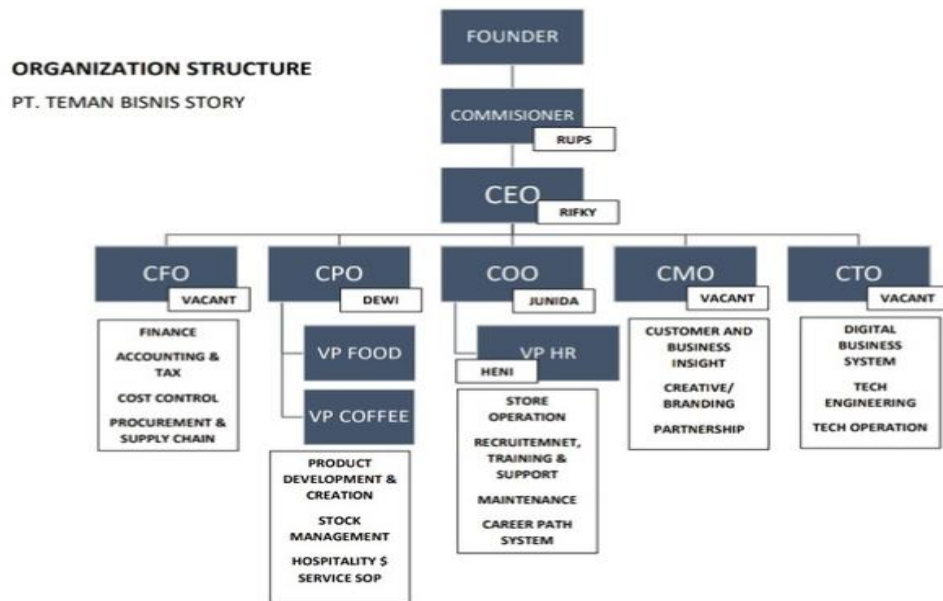 FOUNDER
ORGANIZATION STRUCTURE
PT. TEMAN BISNIS STORY
COMMISIONER
RUPS
CEO
RIFKY
CFO
VACANT
CPO
DEWI
COO
JUNIDA
CMO
VACANT
CTO
VACANT
FINANCE
ACCOUNTING &
TAX
COST CONTROL
PROCUREMENT &
SUPPLY CHAIN
VP FOOD
VP COFFEE
PRODUCT
DEVELOPMENT &
CREATION
STOCK
MANAGEMENT
HOSPITALITY $
SERVICE SOP
VP HR
HENI
STORE
OPERATION
RECRUITEMNET,
TRAINING &
SUPPORT
MAINTENANCE
CAREER PATH
SYSTEM
CUSTOMER AND
BUSINESS
INSIGHT
CREATIVE/
BRANDING
PARTNERSHIP
DIGITAL
BUSINESS
SYSTEM
TECH
ENGINEERING
TECH OPERATION